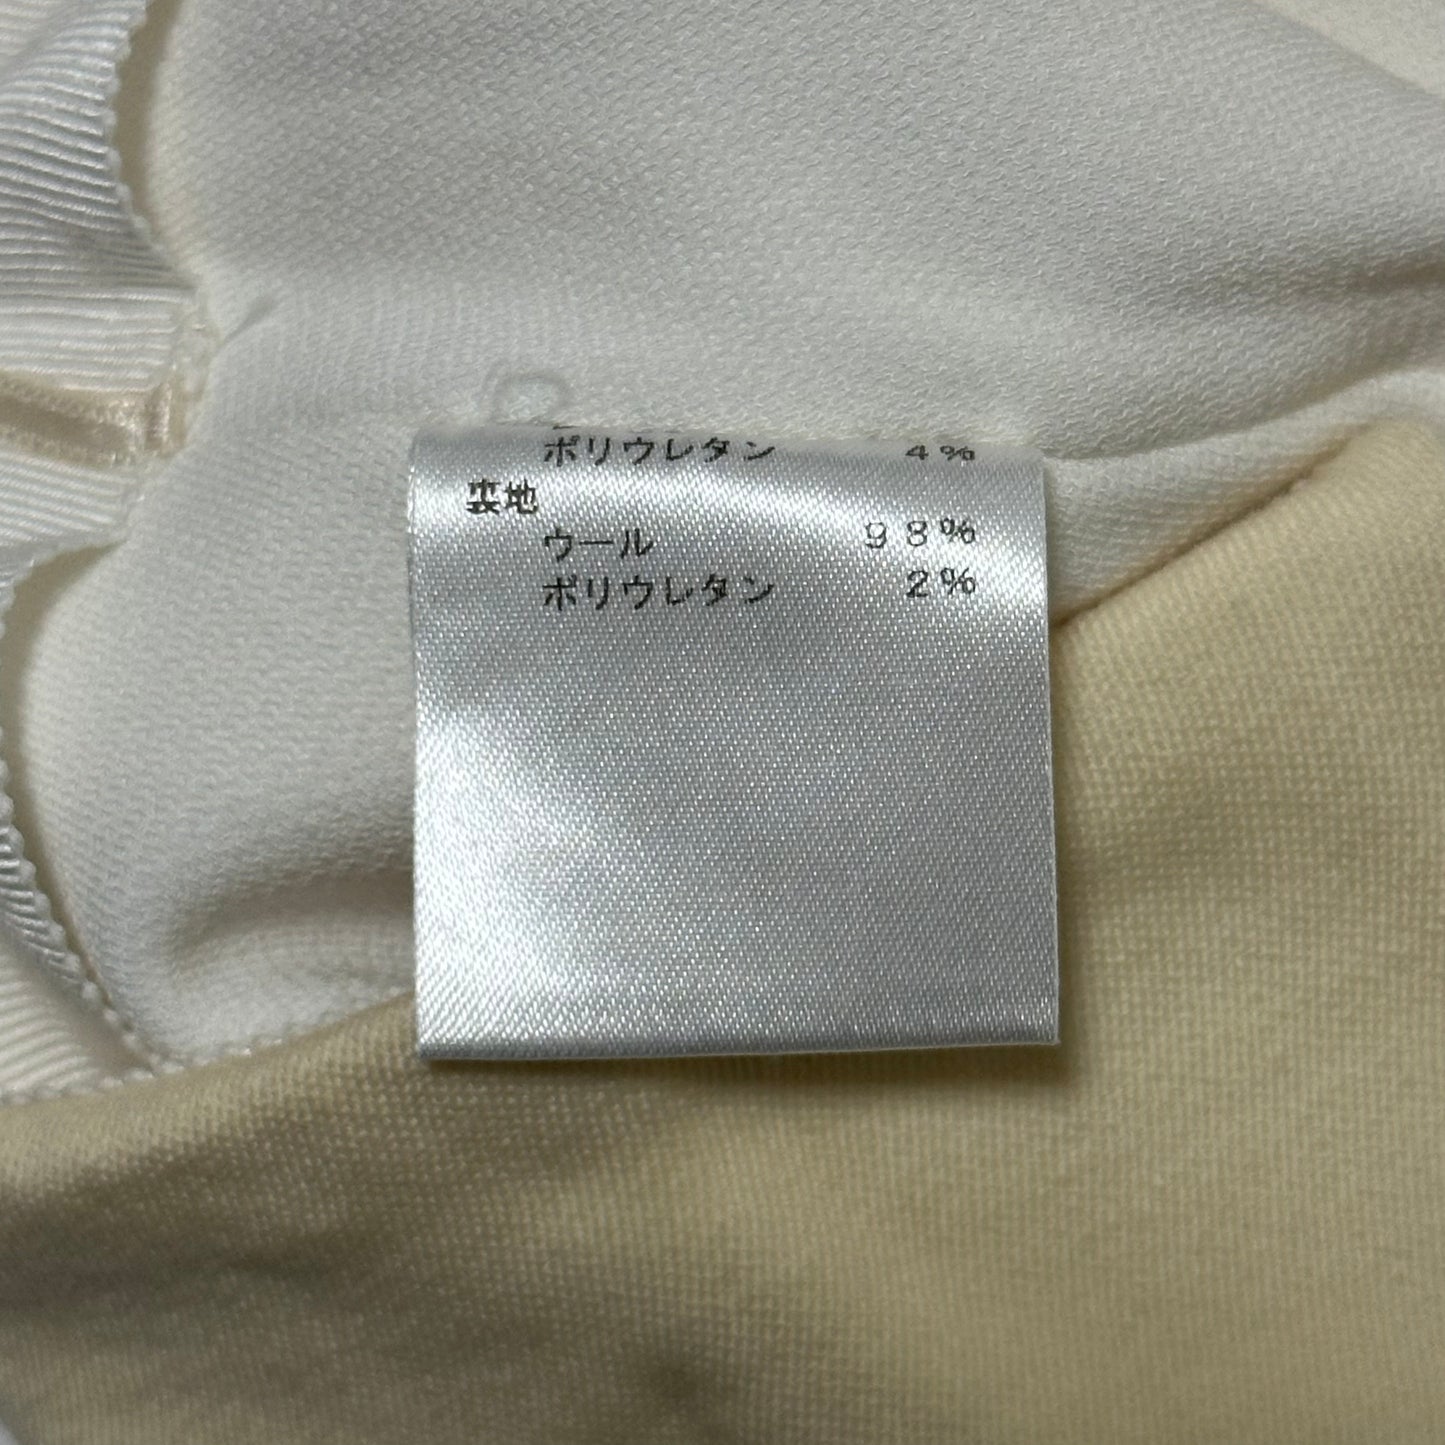 ポリウレタン 4%
裏地
ウール 98%
ポリウレタン 2%